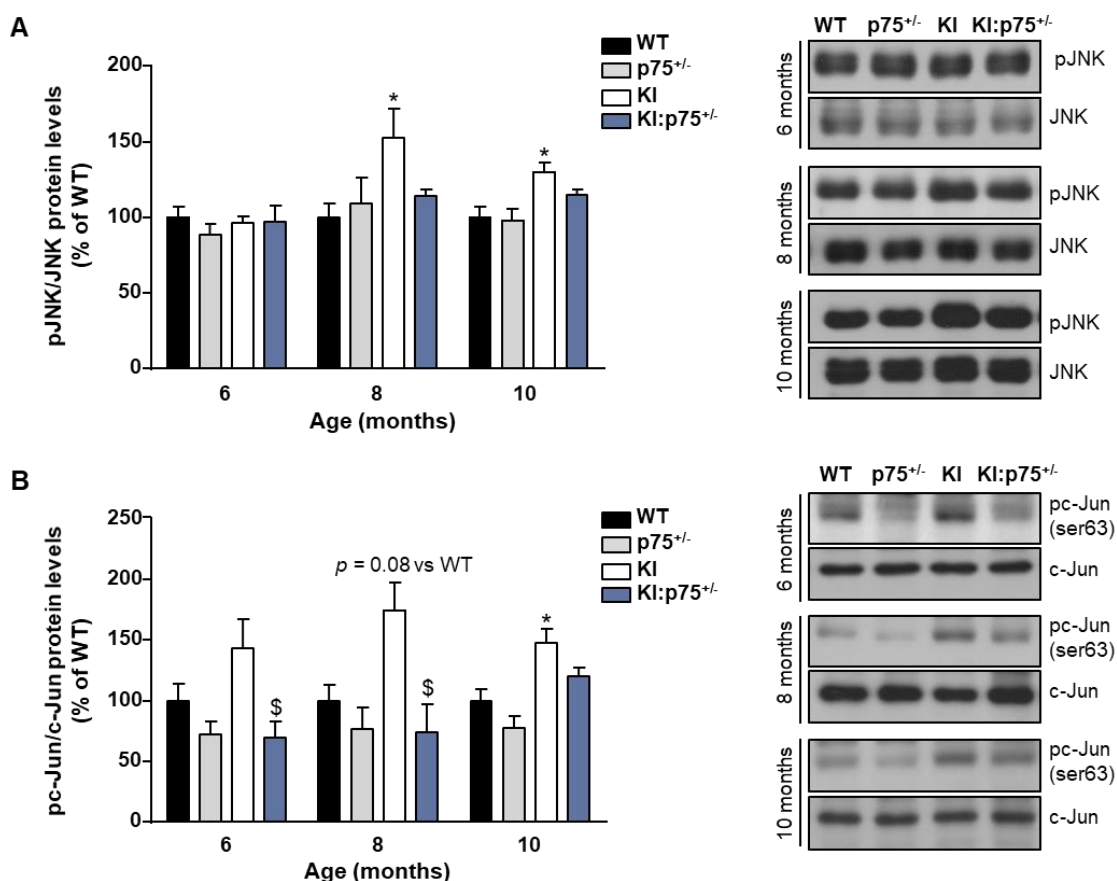 A
pJNK/JNK protein levels
(% of WT)
200
150
100
50
0
*
*
WT
p75+/-
KI
KI:p75+/-
6
8
10
Age (months)
WT p75+/- KI KI:p75+/-
6 months
pJNK
JNK
8 months
pJNK
JNK
10 months
pJNK
JNK
B
pc-Jun/c-Jun protein levels
(% of WT)
250
200
150
100
50
0
p = 0.08 vs WT
$
$
*
WT
p75+/-
KI
KI:p75+/-
6
8
10
Age (months)
WT p75+/- KI KI:p75+/-
6 months
pc-Jun
(ser63)
c-Jun
8 months
pc-Jun
(ser63)
c-Jun
10 months
pc-Jun
(ser63)
c-Jun